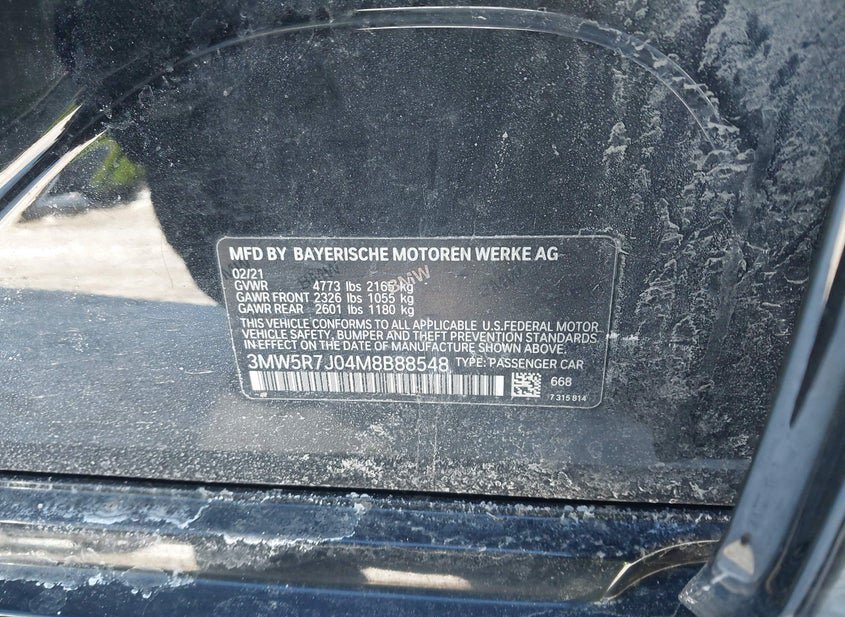 MFD BY BAYERISCHE MOTOREN WERKE AG
02/21
GVWR 4773 lbs 2165 kg
GAWR FRONT 2326 lbs 1055 kg
GAWR REAR 2601 lbs 1180 kg
THIS VEHICLE CONFORMS TO ALL APPLICABLE U.S.FEDERAL MOTOR
VEHICLE SAFETY, BUMPER AND THEFT PREVENTION STANDARDS
IN EFFECT ON THE DATE OF MANUFACTURE SHOWN ABOVE.
3MW5R7J04M8B88548 TYPE: PASSENGER CAR
668
7 315 814
BMW